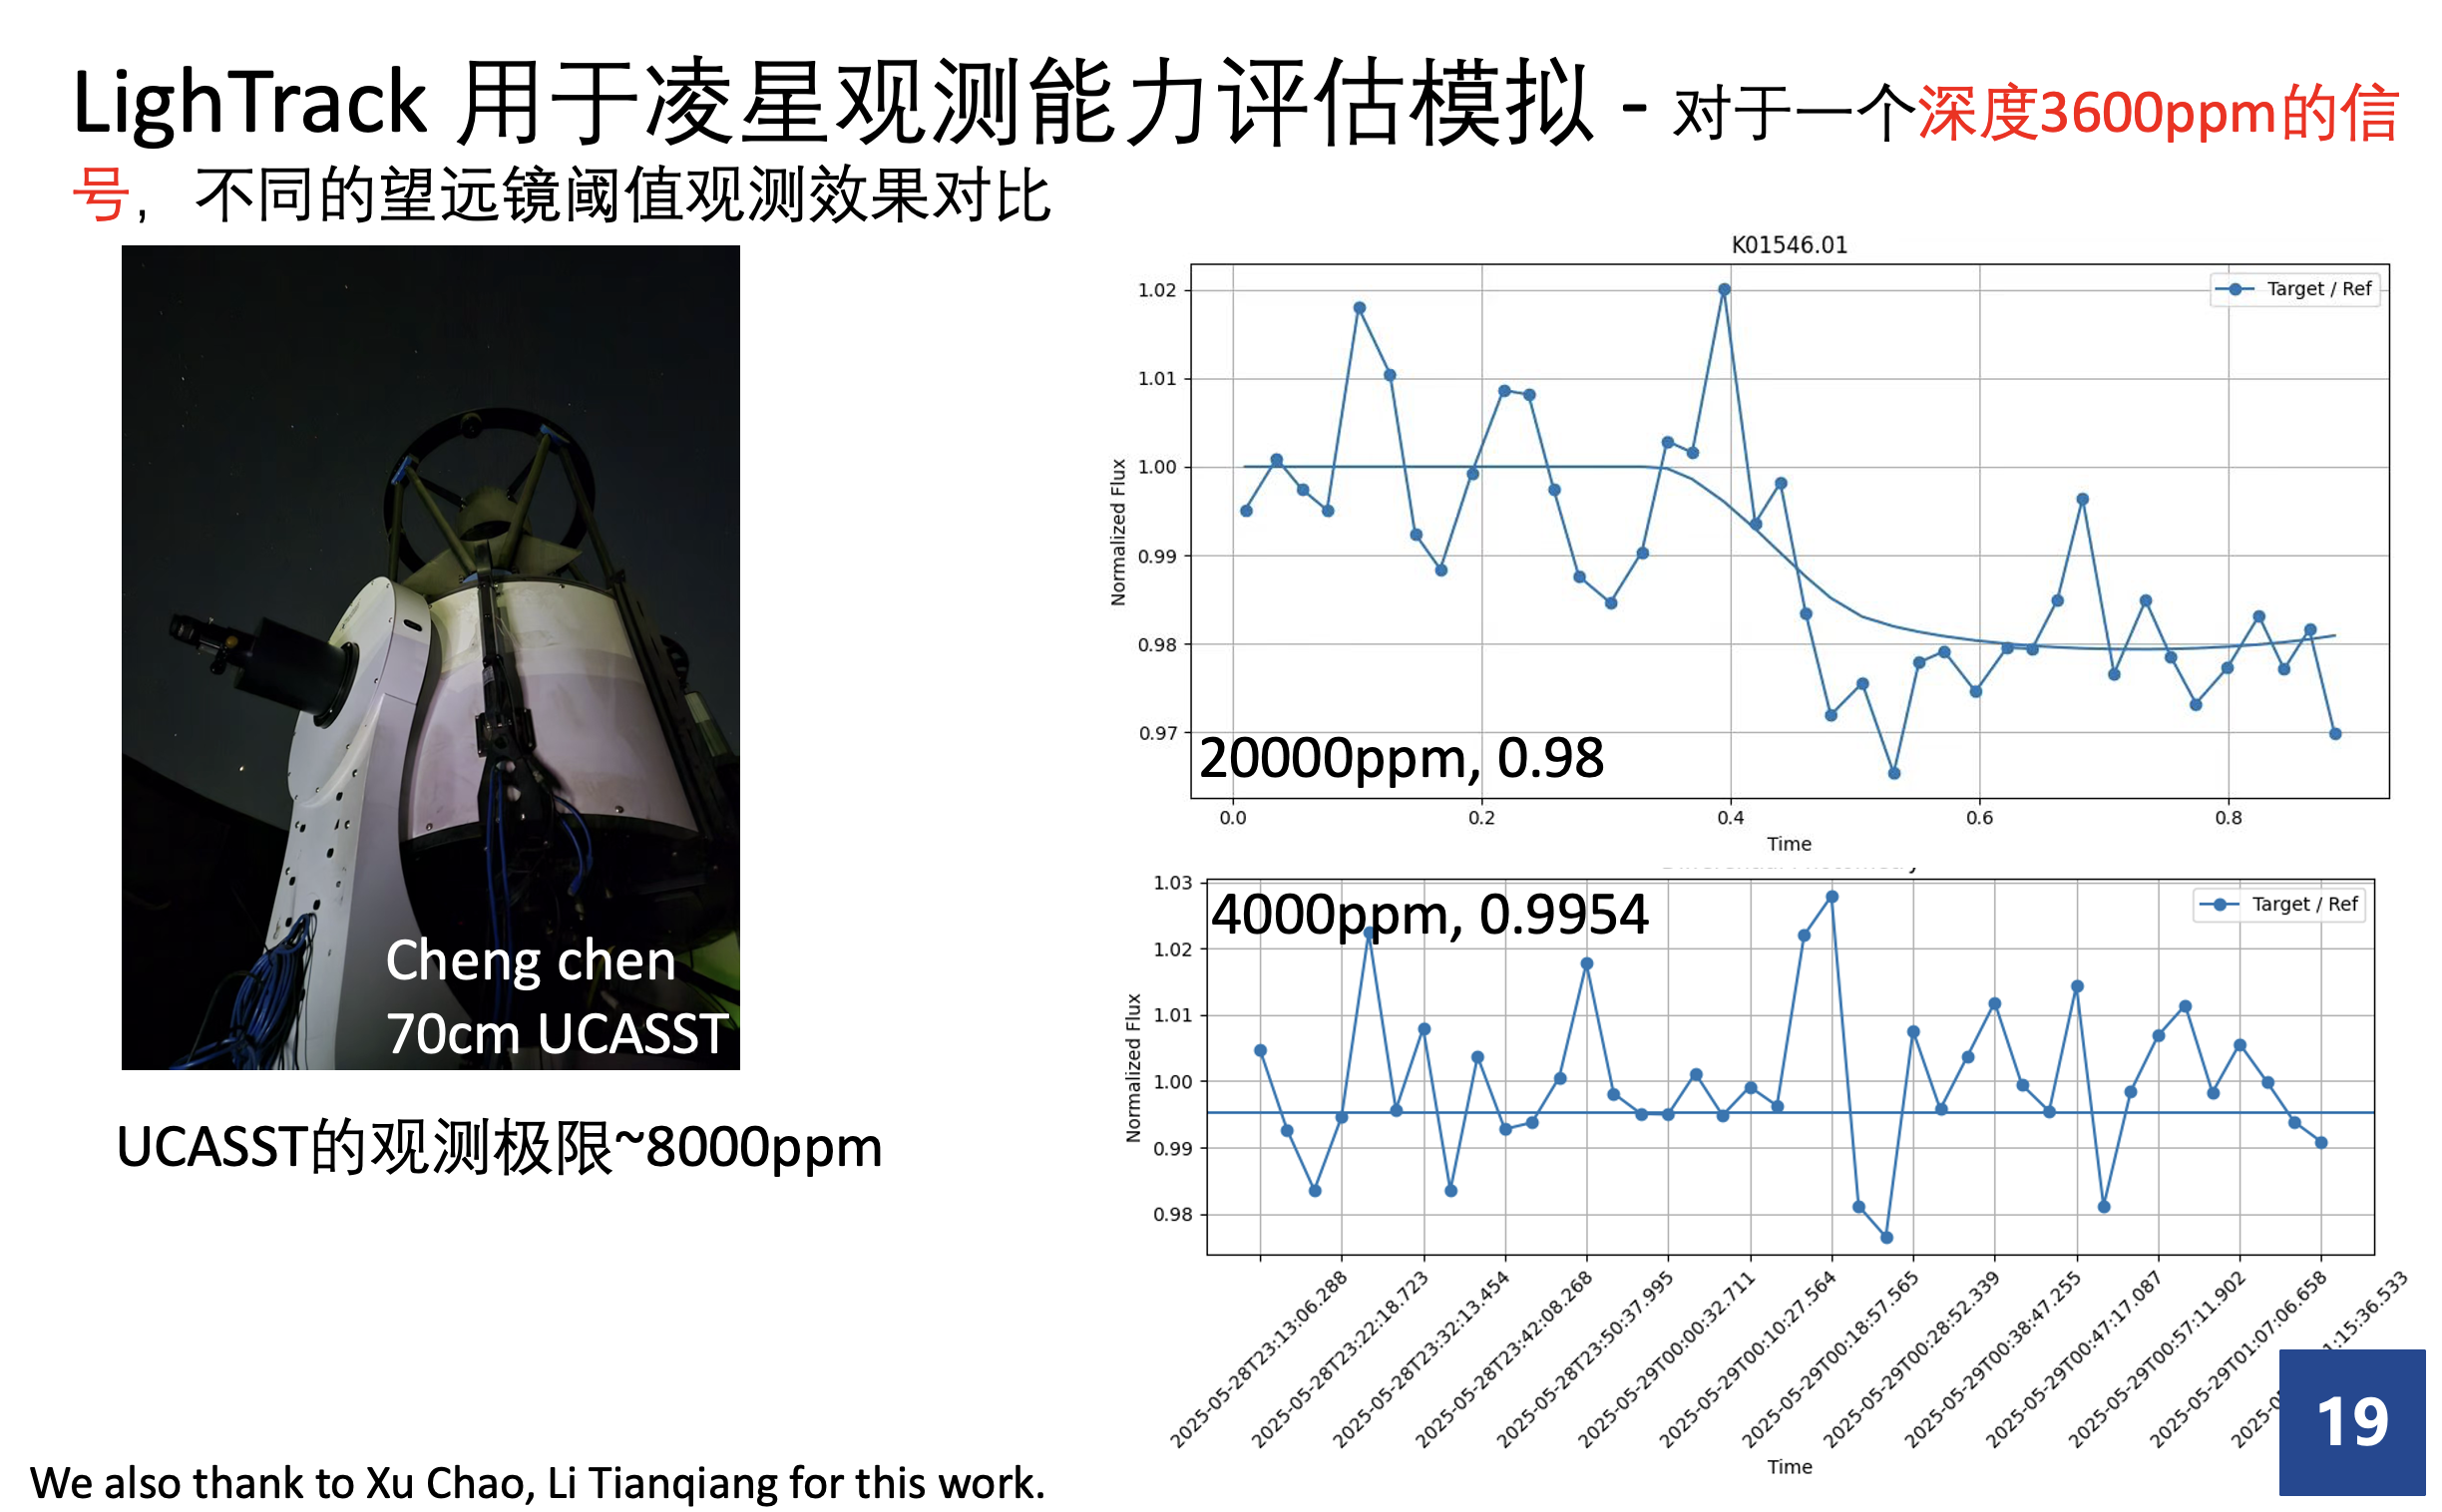 LighTrack 用于凌星观测能力评估模拟 - 对于一个深度3600ppm的信
号，不同的望远镜阈值观测效果对比
Cheng chen
70cm UCASST
UCASST的观测极限~8000ppm
We also thank to Xu Chao, Li Tianqiang for this work.
K01546.01
Target / Ref
Normalized Flux
1.02
1.01
1.00
0.99
0.98
0.97
20000ppm, 0.98
0.0 0.2 0.4 0.6 0.8
Time
4000ppm, 0.9954
Target / Ref
Normalized Flux
1.03
1.02
1.01
1.00
0.99
0.98
2025-05-28T23:13:06.288
2025-05-28T23:22:18.723
2025-05-28T23:32:13.454
2025-05-28T23:42:08.268
2025-05-28T23:50:37.995
2025-05-29T00:00:32.711
2025-05-29T00:10:27.564
2025-05-29T00:18:57.565
2025-05-29T00:28:52.339
2025-05-29T00:38:47.255
2025-05-29T00:47:17.087
2025-05-29T00:57:11.902
2025-05-29T01:07:06.658
Time
19